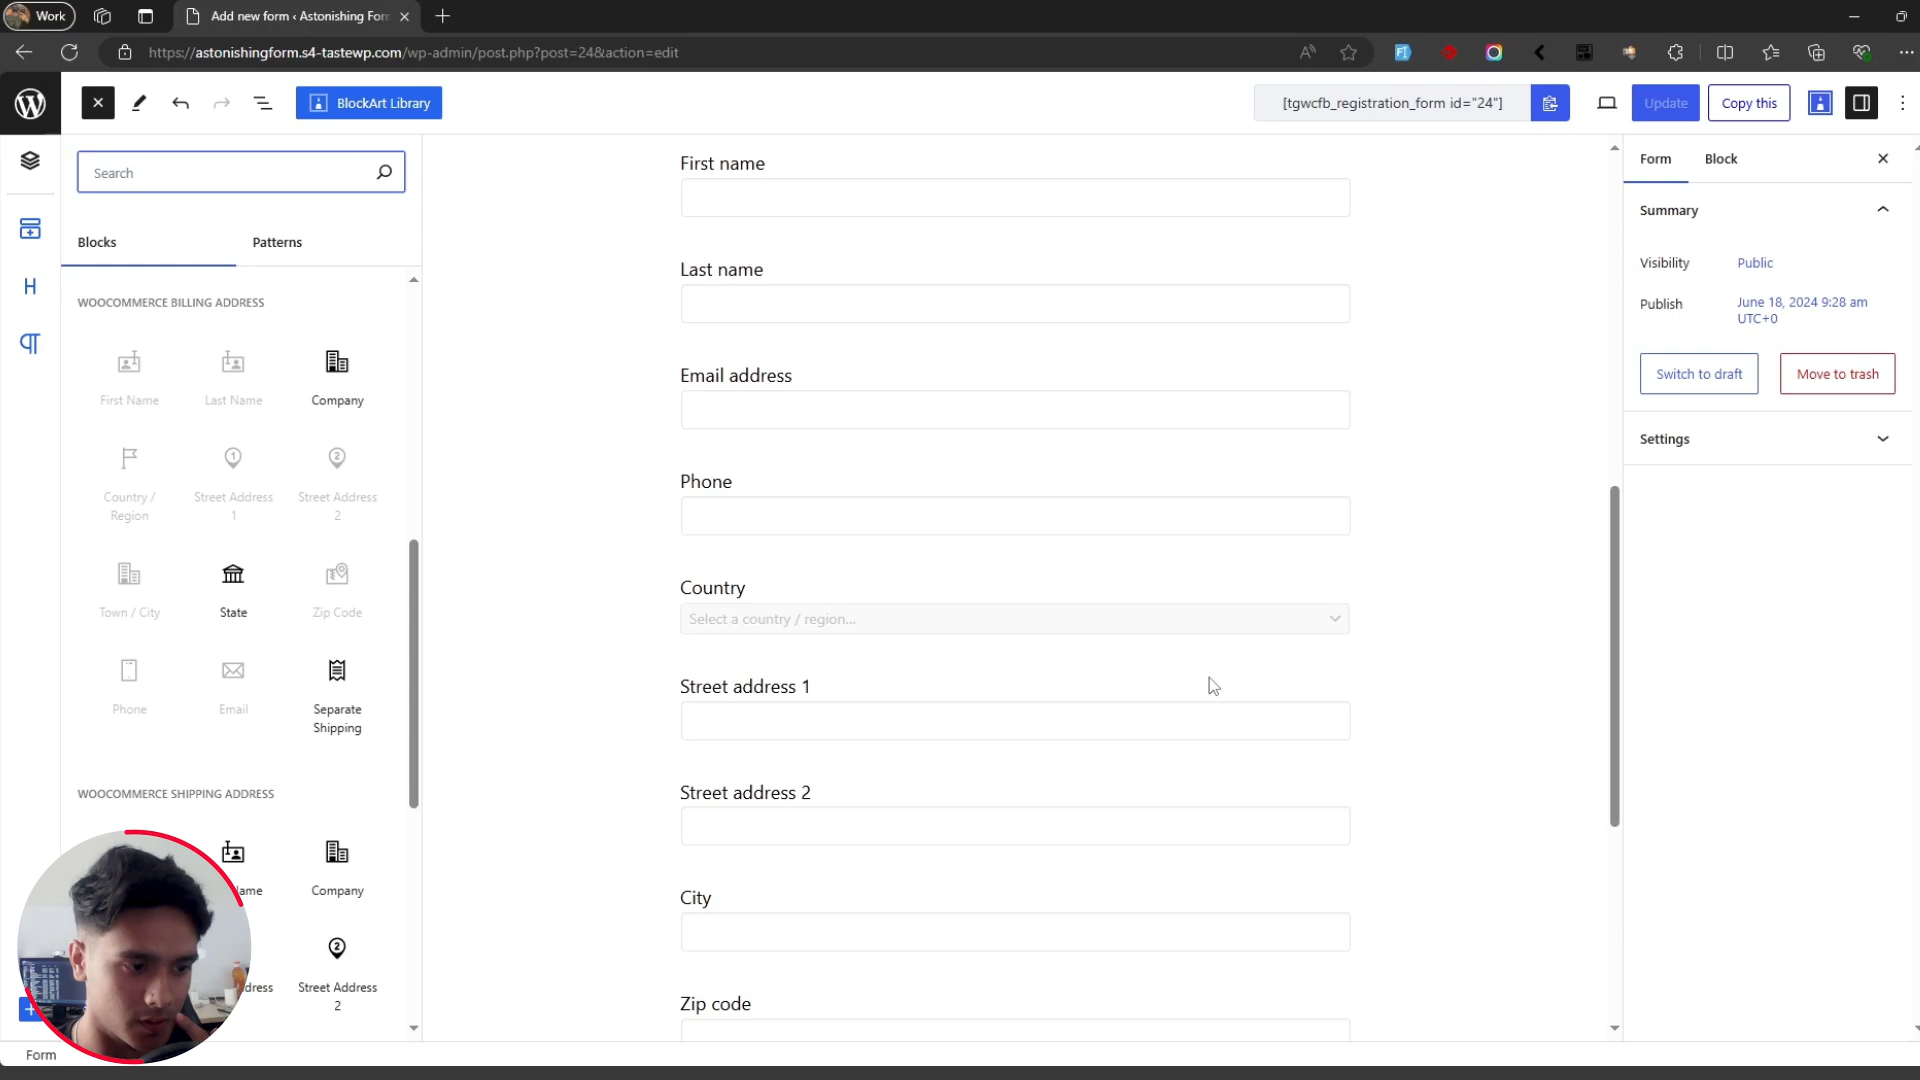 Work
Add new form ‹ Astonishing For
https://astonishingform.s4-tastewp.com/wp-admin/post.php?post=24&action=edit
BlockArt Library
[tgwcfb_registration_form id="24"]
Update
Copy this
Search
Blocks
Patterns
WOOCOMMERCE BILLING ADDRESS
First Name
Last Name
Company
Country /
Region
Street Address
1
Street Address
2
Town / City
State
Zip Code
Phone
Email
Separate
Shipping
WOOCOMMERCE SHIPPING ADDRESS
ame
Company
dress
Street Address
2
Form
First name
Last name
Email address
Phone
Country
Select a country / region...
Street address 1
Street address 2
City
Zip code
Form
Block
Summary
Visibility
Public
Publish
June 18, 2024 9:28 am
UTC+0
Switch to draft
Move to trash
Settings